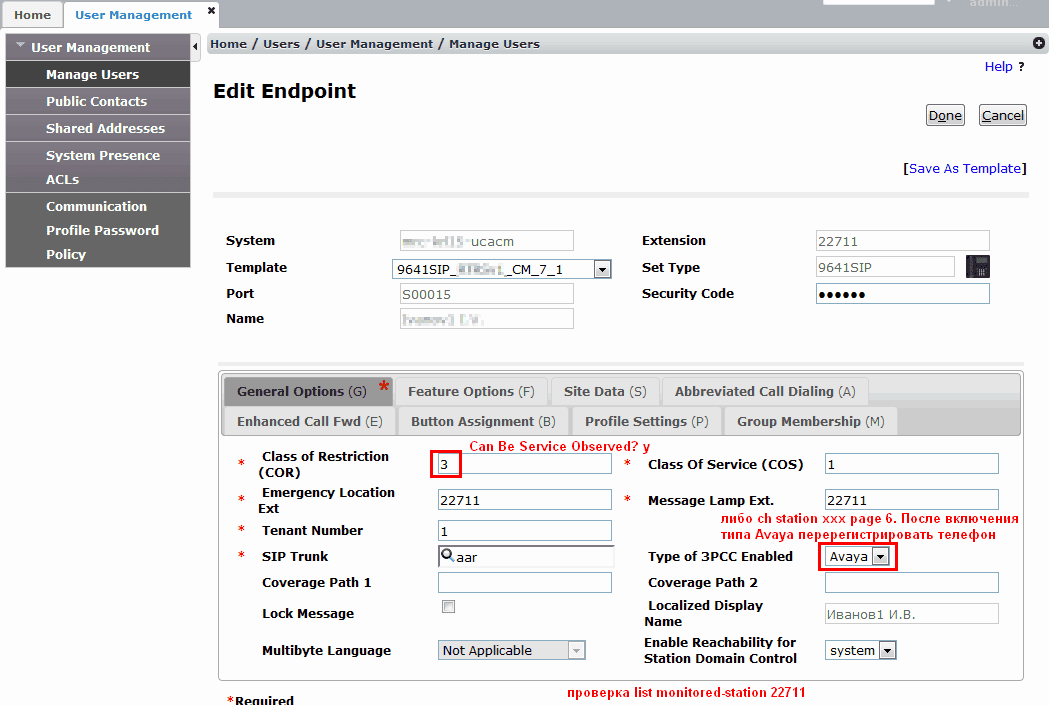 admin...
Home
User Management
User Management
Manage Users
Public Contacts
Shared Addresses
System Presence
ACLs
Communication
Profile Password
Policy
Home / Users / User Management / Manage Users
Help ?
Edit Endpoint
Done Cancel
[Save As Template]
System -ucacm
Extension 22711
Template 9641SIP_ _CM_7_1
Set Type 9641SIP
Port S00015
Security Code ●●●●●●
Name
General Options (G) *
Feature Options (F)
Site Data (S)
Abbreviated Call Dialing (A)
Enhanced Call Fwd (E)
Button Assignment (B)
Profile Settings (P)
Group Membership (M)
Can Be Service Observed? y
* Class of Restriction
(COR)
3
* Class Of Service (COS) 1
* Emergency Location
Ext
22711
* Message Lamp Ext. 22711
либо ch station xxx page 6. После включения
типа Avaya перерегистрировать телефон
* Tenant Number 1
* SIP Trunk aar
Type of 3PCC Enabled Avaya
Coverage Path 1
Coverage Path 2
Lock Message
Localized Display
Name
Иванов1 И.В.
Multibyte Language Not Applicable
Enable Reachability for
Station Domain Control
system
*Required
проверка list monitored-station 22711